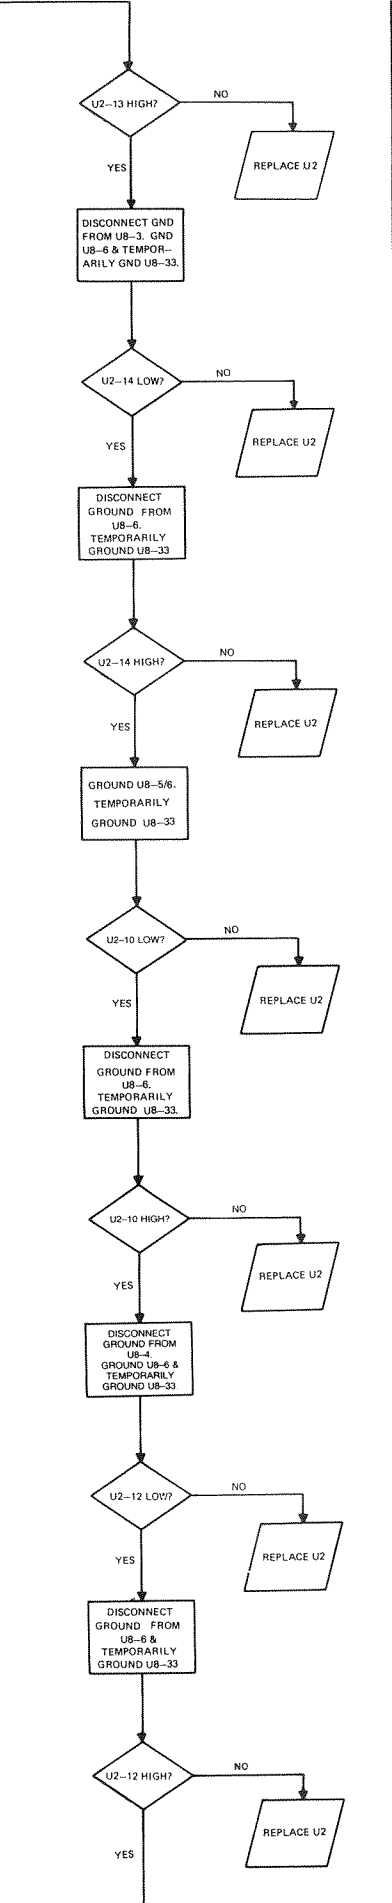 U2–13 HIGH?
NO
REPLACE U2
YES
DISCONNECT GND
FROM U8–3. GND
U8–6 & TEMPOR–
ARILY GND U8–33.
U2–14 LOW?
NO
REPLACE U2
YES
DISCONNECT
GROUND FROM
U8–6.
TEMPORARILY
GROUND U8–33
U2–14 HIGH?
NO
REPLACE U2
YES
GROUND U8–5/6.
TEMPORARILY
GROUND U8–33
U2–10 LOW?
NO
REPLACE U2
YES
DISCONNECT
GROUND FROM
U8–6.
TEMPORARILY
GROUND U8–33.
U2–10 HIGH?
NO
REPLACE U2
YES
DISCONNECT
GROUND FROM
U8–4.
GROUND U8–6 &
TEMPORARILY
GROUND U8–33.
U2–12 LOW?
NO
REPLACE U2
YES
DISCONNECT
GROUND FROM
U8–6 &
TEMPORARILY
GROUND U8–33
U2–12 HIGH?
NO
REPLACE U2
YES